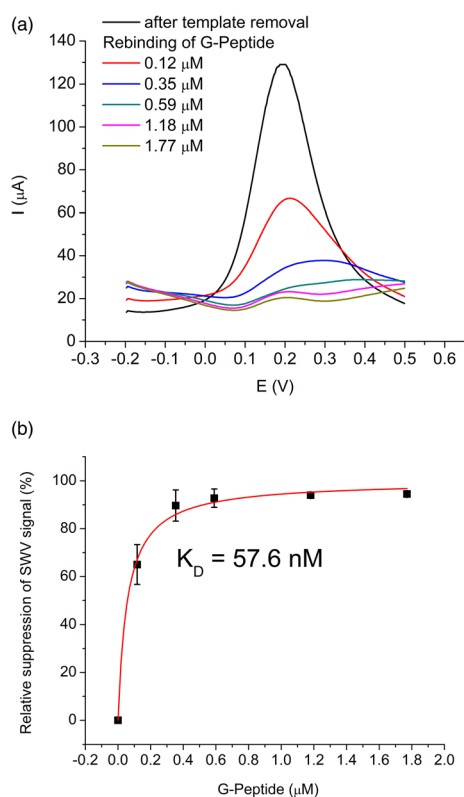 (a)
after template removal
Rebinding of G-Peptide
0.12 μM
0.35 μM
0.59 μM
1.18 μM
1.77 μM
140
120
100
80
60
40
20
0
I (μA)
-0.3 -0.2 -0.1 0.0 0.1 0.2 0.3 0.4 0.5 0.6
E (V)
(b)
100
80
60
40
20
0
Relative suppression of SWV signal (%)
K_D = 57.6 nM
-0.2 0.0 0.2 0.4 0.6 0.8 1.0 1.2 1.4 1.6 1.8 2.0
G-Peptide (μM)